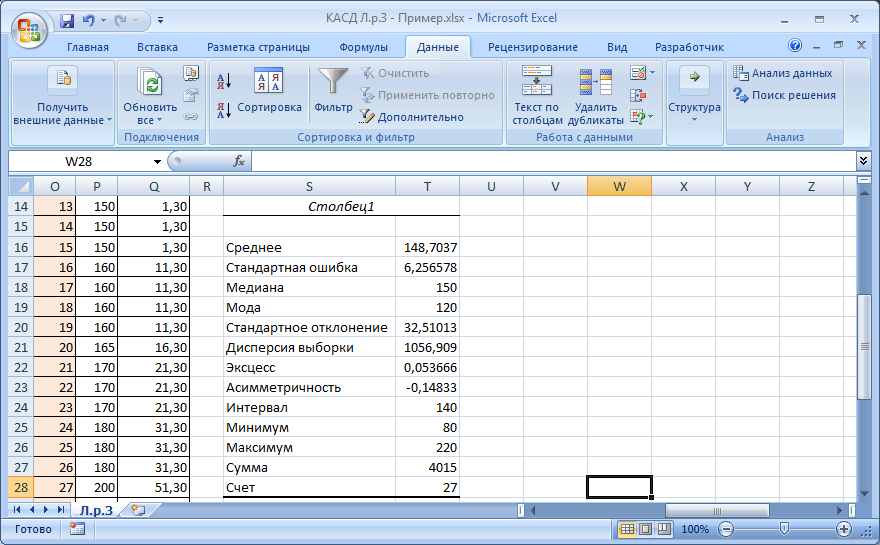 КАСД Л.р.3 - Пример.xlsx - Microsoft Excel
Главная Вставка Разметка страницы Формулы Данные Рецензирование Вид Разработчик
Получить внешние данные
Обновить все
Подключения
Сортировка
Фильтр
Очистить
Применить повторно
Дополнительно
Сортировка и фильтр
Текст по столбцам
Удалить дубликаты
Работа с данными
Структура
Анализ данных
Поиск решения
Анализ
W28 fx
O P Q R S T U V W X Y Z
14 13 150 1,30 Столбец1
15 14 150 1,30
16 15 150 1,30 Среднее 148,7037
17 16 160 11,30 Стандартная ошибка 6,256578
18 17 160 11,30 Медиана 150
19 18 160 11,30 Мода 120
20 19 160 11,30 Стандартное отклонение 32,51013
21 20 165 16,30 Дисперсия выборки 1056,909
22 21 170 21,30 Эксцесс 0,053666
23 22 170 21,30 Асимметричность -0,14833
24 23 170 21,30 Интервал 140
25 24 180 31,30 Минимум 80
26 25 180 31,30 Максимум 220
27 26 180 31,30 Сумма 4015
28 27 200 51,30 Счет 27
Л.р.3
Готово 100%